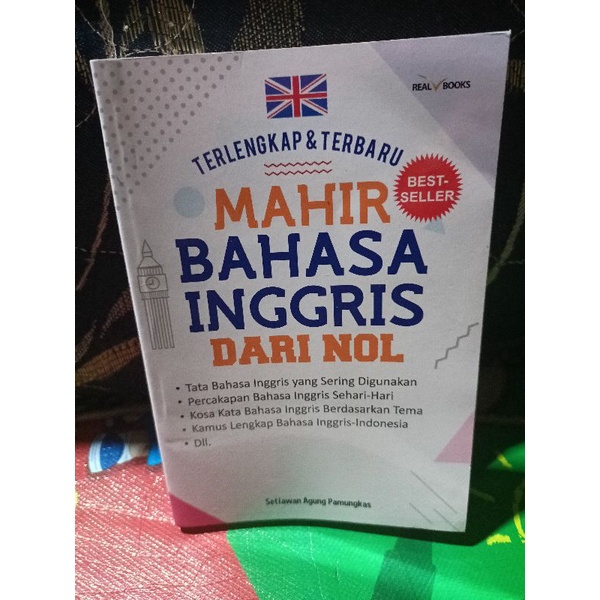 REAL BOOKS
TERLENGKAP & TERBARU
BEST-
SELLER
MAHIR
BAHASA
INGGRIS
DARI NOL
• Tata Bahasa Inggris yang Sering Digunakan
• Percakapan Bahasa Inggris Sehari-Hari
• Kosa Kata Bahasa Inggris Berdasarkan Tema
• Kamus Lengkap Bahasa Inggris-Indonesia
• Dll.
Setiawan Agung Pamungkas